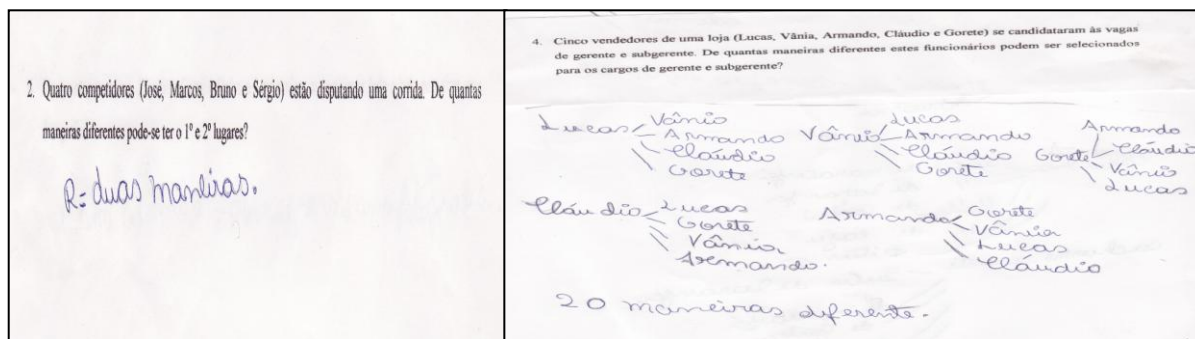 2. Quatro competidores (José, Marcos, Bruno e Sérgio) estão disputando uma corrida. De quantas
maneiras diferentes pode-se ter o 1º e 2º lugares?
R= duas maneiras.
4. Cinco vendedores de uma loja (Lucas, Vânia, Armando, Cláudio e Gorete) se candidataram às vagas
de gerente e subgerente. De quantas maneiras diferentes estes funcionários podem ser selecionados
para os cargos de gerente e subgerente?
Lucas
Vânia
Armando
Cláudio
Gorete
Vânia
Lucas
Armando
Cláudio
Gorete
Gorete
Armando
Cláudio
Vânia
Lucas
Cláudio
Lucas
Gorete
Vânia
Armando.
Armando
Gorete
Vânia
Lucas
Cláudio
20 maneiras diferente.